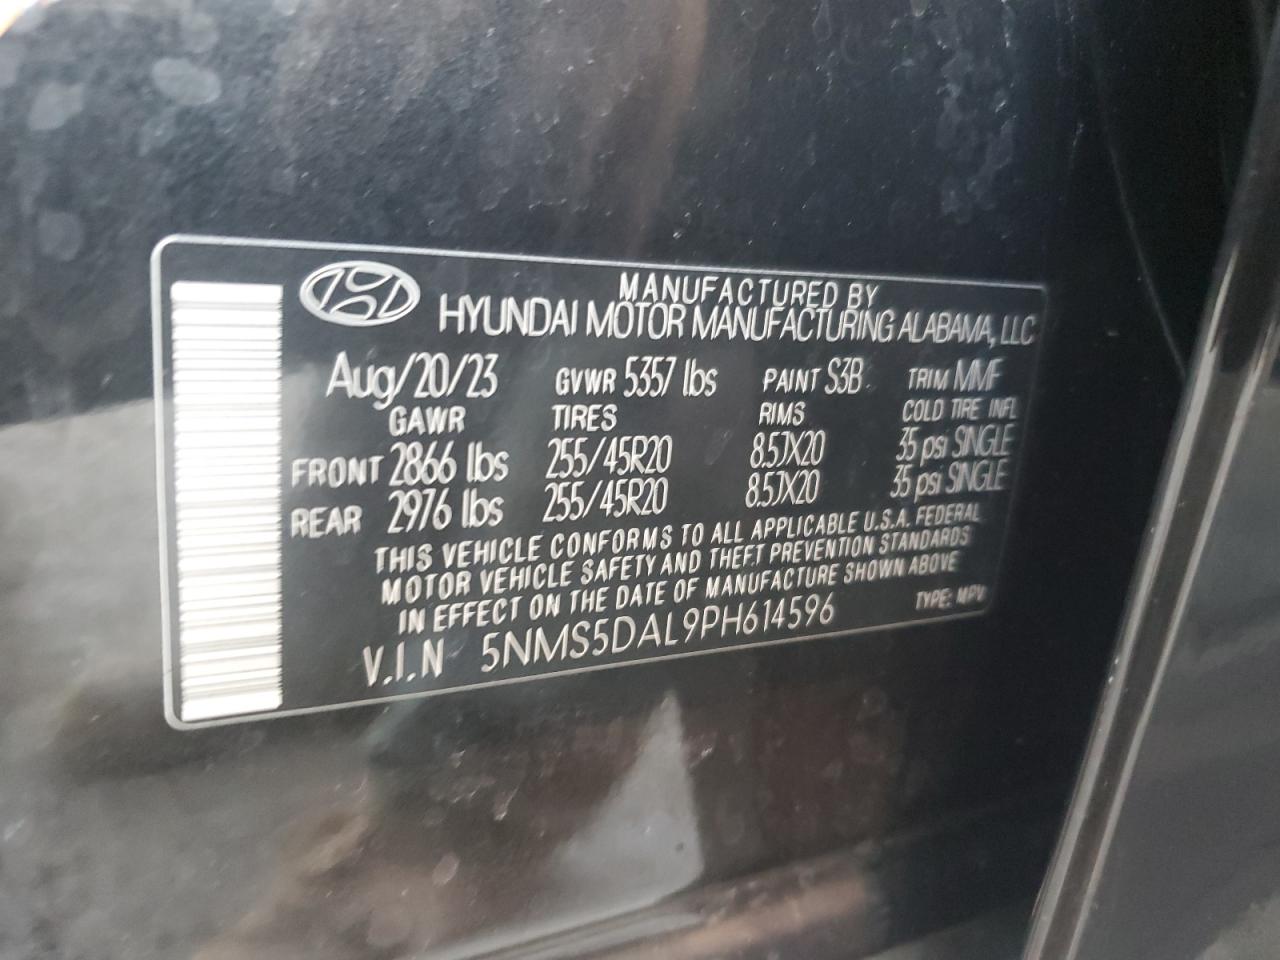 MANUFACTURED BY
HYUNDAI MOTOR MANUFACTURING ALABAMA, LLC
Aug/20/23 GVWR 5357 lbs PAINT S3B TRIM MMF
GAWR TIRES RIMS COLD TIRE INFL
FRONT 2866 lbs 255/45R20 8.5JX20 35 psi SINGLE
REAR 2976 lbs 255/45R20 8.5JX20 35 psi SINGLE
THIS VEHICLE CONFORMS TO ALL APPLICABLE U.S.A. FEDERAL
MOTOR VEHICLE SAFETY AND THEFT PREVENTION STANDARDS
IN EFFECT ON THE DATE OF MANUFACTURE SHOWN ABOVE
V.I.N 5NMS5DAL9PH614596 TYPE: MPV